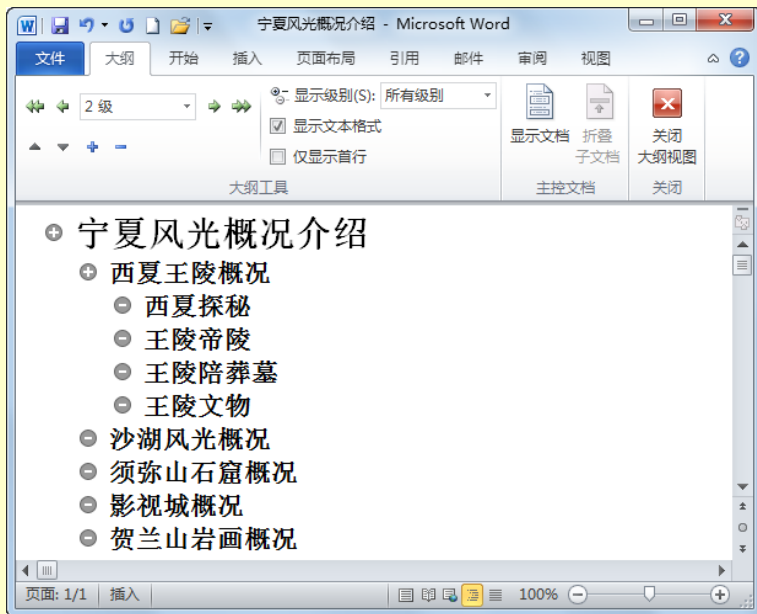 宁夏风光概况介绍 - Microsoft Word
文件 大纲 开始 插入 页面布局 引用 邮件 审阅 视图
2 级
显示级别(S): 所有级别
显示文本格式
仅显示首行
显示文档
折叠
子文档
关闭
大纲视图
大纲工具 主控文档 关闭
宁夏风光概况介绍
西夏王陵概况
西夏探秘
王陵帝陵
王陵陪葬墓
王陵文物
沙湖风光概况
须弥山石窟概况
影视城概况
贺兰山岩画概况
页面: 1/1 插入 100%